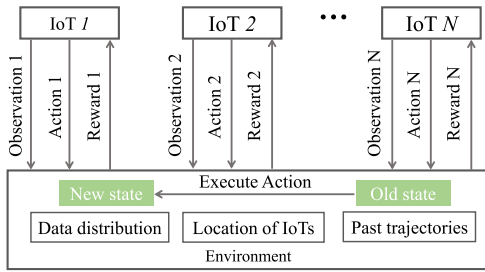 IoT 1
IoT 2
...
IoT N
Observation 1
Action 1
Reward 1
Observation 2
Action 2
Reward 2
Observation N
Action N
Reward N
Execute Action
New state
Old state
Data distribution
Location of IoTs
Past trajectories
Environment